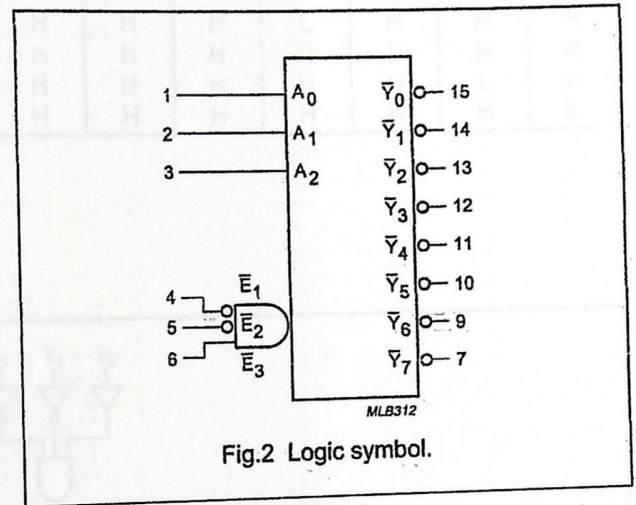 1 A0 Y̅0 15
2 A1 Y̅1 14
3 A2 Y̅2 13
Y̅3 12
Y̅4 11
E̅1 Y̅5 10
4
5 E̅2 Y̅6 9
6 E̅3 Y̅7 7
MLB312
Fig.2 Logic symbol.